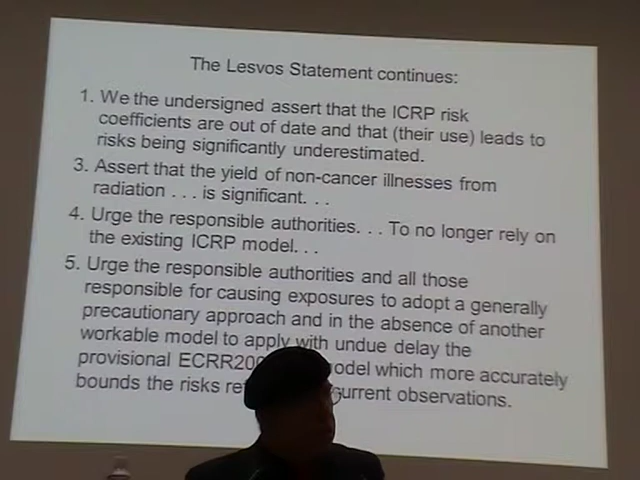 The Lesvos Statement continues:
1. We the undersigned assert that the ICRP risk
coefficients are out of date and that (their use) leads to
risks being significantly underestimated.
3. Assert that the yield of non-cancer illnesses from
radiation . . . is significant. . .
4. Urge the responsible authorities. . . To no longer rely on
the existing ICRP model. . .
5. Urge the responsible authorities and all those
responsible for causing exposures to adopt a generally
precautionary approach and in the absence of another
workable model to apply with undue delay the
provisional ECRR20 odel which more accurately
bounds the risks re urrent observations.